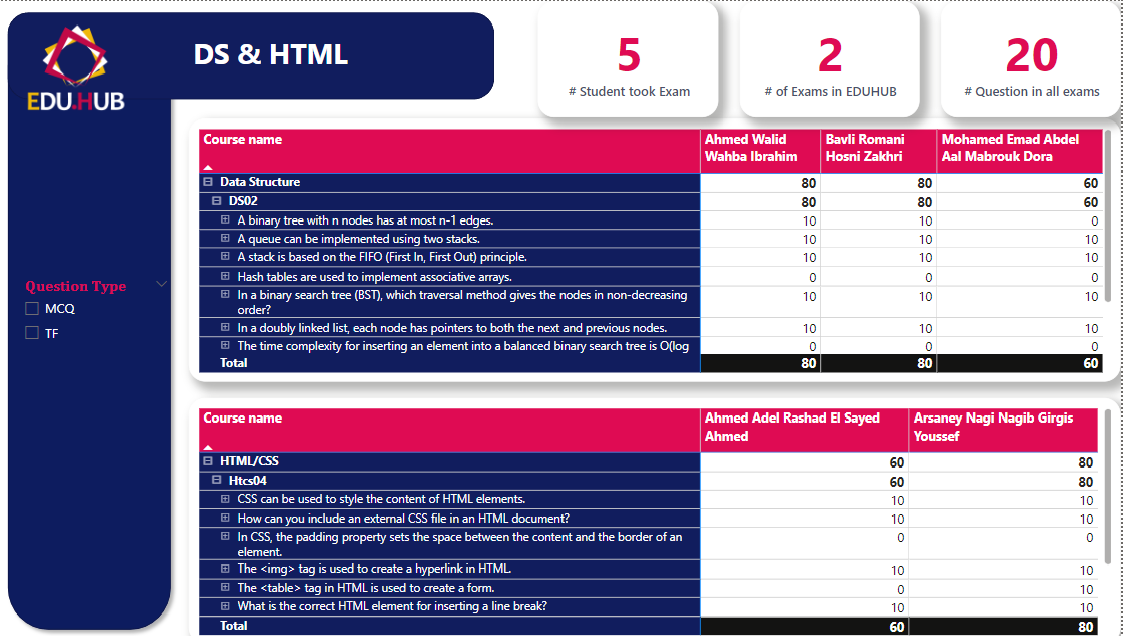 EDU.HUB
DS & HTML
5
# Student took Exam
2
# of Exams in EDUHUB
20
# Question in all exams
Question Type
MCQ
TF
Course name Ahmed Walid Wahba Ibrahim Bavli Romani Hosni Zakhri Mohamed Emad Abdel Aal Mabrouk Dora
Data Structure 80 80 60
DS02 80 80 60
A binary tree with n nodes has at most n-1 edges. 10 10 0
A queue can be implemented using two stacks. 10 10 10
A stack is based on the FIFO (First In, First Out) principle. 10 10 10
Hash tables are used to implement associative arrays. 0 0 0
In a binary search tree (BST), which traversal method gives the nodes in non-decreasing 10 10 10
order?
In a doubly linked list, each node has pointers to both the next and previous nodes. 10 10 10
The time complexity for inserting an element into a balanced binary search tree is O(log 0 0 0
Total 80 80 60
Course name Ahmed Adel Rashad El Sayed Ahmed Arsaney Nagi Nagib Girgis Youssef
HTML/CSS 60 80
Htcs04 60 80
CSS can be used to style the content of HTML elements. 10 10
How can you include an external CSS file in an HTML document? 10 10
In CSS, the padding property sets the space between the content and the border of an 0 0
element.
The <img> tag is used to create a hyperlink in HTML. 10 10
The <table> tag in HTML is used to create a form. 0 10
What is the correct HTML element for inserting a line break? 10 10
Total 60 80